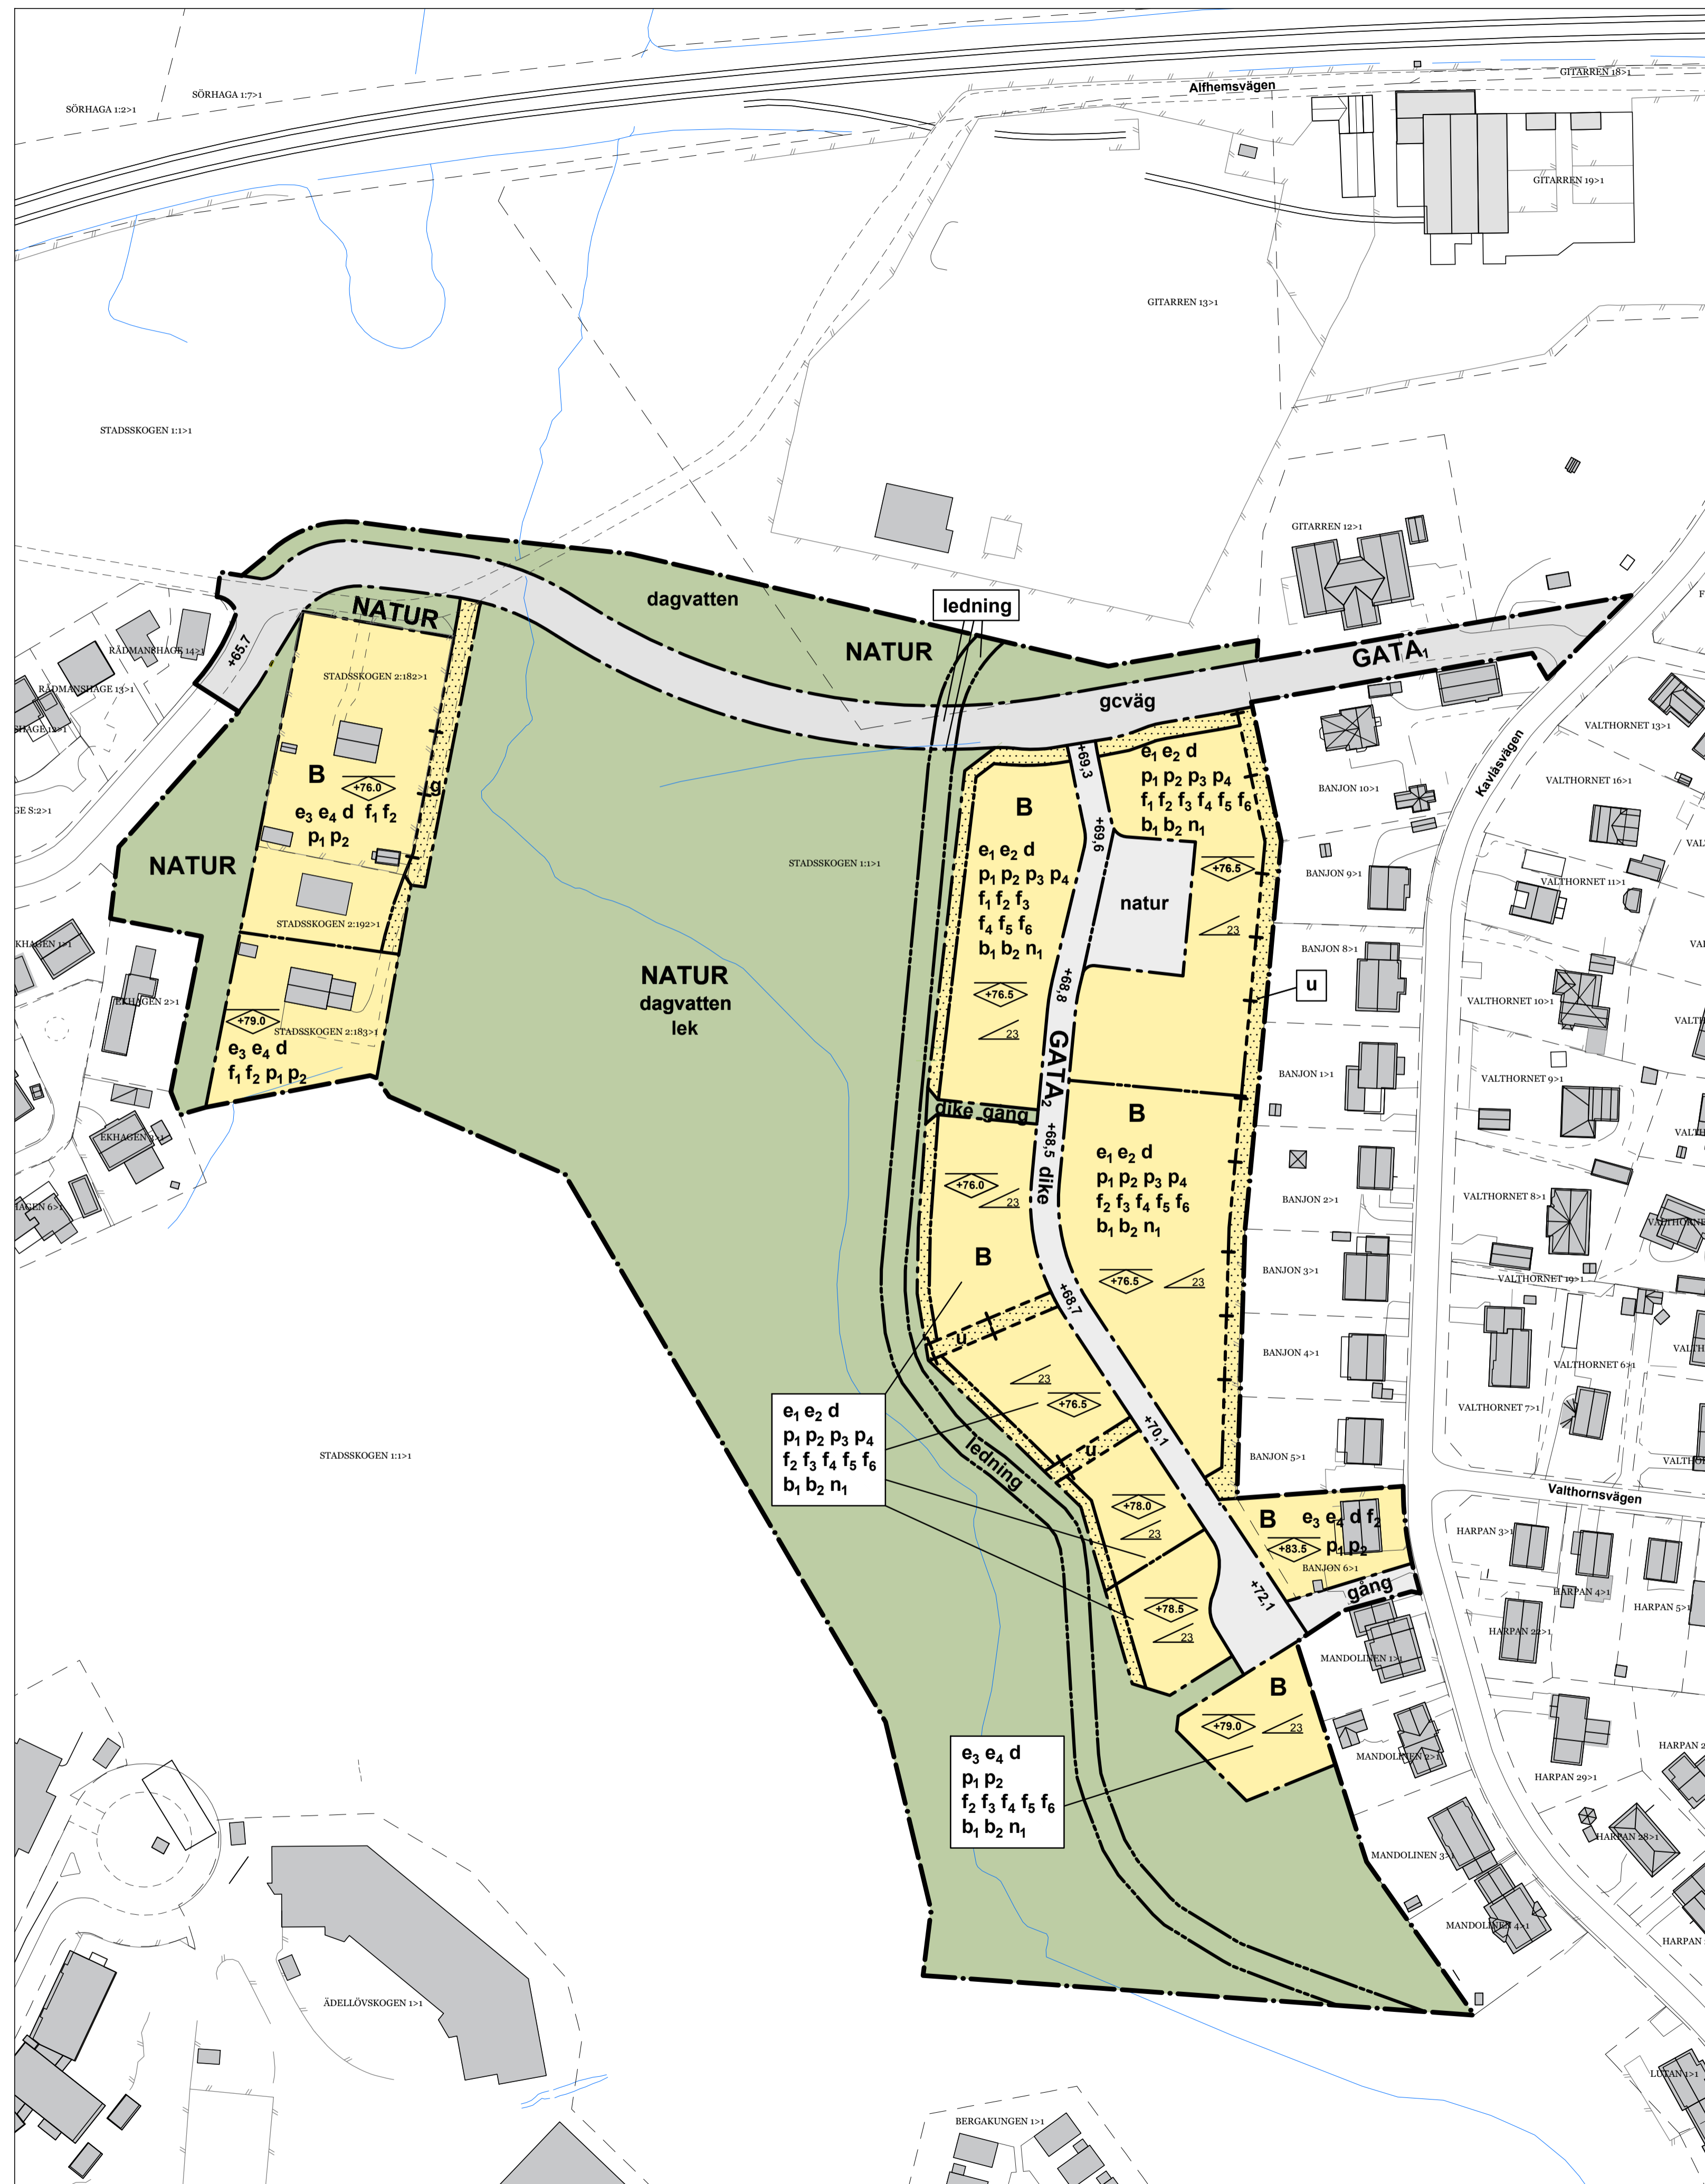 SÖRHAGA 1:2>1
SÖRHAGA 1:7>1
Alfhemsvägen
GITARREN 18>1
GITARREN 19>1
GITARREN 13>1
STADSSKOGEN 1:1>1
GITARREN 12>1
dagvatten
ledning
NATUR
NATUR
GATA₁
gcväg
+65.7
RÅDMANSHAGE 14>1
RÅDMANSHAGE 13>1
STADSSKOGEN 2:182>1
B
+76.0
g
e₃ e₄ d f₁ f₂
p₁ p₂
NATUR
STADSSKOGEN 2:192>1
EKHAGEN 2>1
+79.0
STADSSKOGEN 2:183>1
e₃ e₄ d
f₁ f₂ p₁ p₂
EKHAGEN 3>1
STADSSKOGEN 1:1>1
NATUR
dagvatten
lek
+69,3
e₁ e₂ d
p₁ p₂ p₃ p₄
f₁ f₂ f₃ f₄ f₅ f₆
b₁ b₂ n₁
+76.5
23
B
e₁ e₂ d
p₁ p₂ p₃ p₄
f₁ f₂ f₃
f₄ f₅ f₆
b₁ b₂ n₁
+76.5
23
+69,6
natur
+68,8
GATA₂
u
dike gång
+68,5
dike
B
e₁ e₂ d
p₁ p₂ p₃ p₄
f₂ f₃ f₄ f₅ f₆
b₁ b₂ n₁
+76.5
23
+76.0
23
B
+68,7
u
23
+76.5
e₁ e₂ d
p₁ p₂ p₃ p₄
f₂ f₃ f₄ f₅ f₆
b₁ b₂ n₁
+70,1
u
ledning
+78.0
23
B e₃ e₄ d f₂
+83.5 p₁ p₂
BANJON 6>1
gång
+72,1
+78.5
23
B
+79.0
23
e₃ e₄ d
p₁ p₂
f₂ f₃ f₄ f₅ f₆
b₁ b₂ n₁
Kavlåsvägen
VALTHORNET 13>1
BANJON 10>1
VALTHORNET 16>1
BANJON 9>1
VALTHORNET 11>1
BANJON 8>1
VALTHORNET 10>1
BANJON 1>1
VALTHORNET 9>1
BANJON 2>1
VALTHORNET 8>1
BANJON 3>1
VALTHORNET 19>1
BANJON 4>1
VALTHORNET 6>1
VALTHORNET 7>1
BANJON 5>1
Valthornsvägen
HARPAN 3>1
HARPAN 4>1
HARPAN 5>1
HARPAN 22>1
MANDOLINEN 1>1
MANDOLINEN 2>1
HARPAN 29>1
HARPAN 28>1
MANDOLINEN 3>1
MANDOLINEN 4>1
STADSSKOGEN 1:1>1
ÄDELLÖVSKOGEN 1>1
BERGAKUNGEN 1>1
LUTAN 1>1